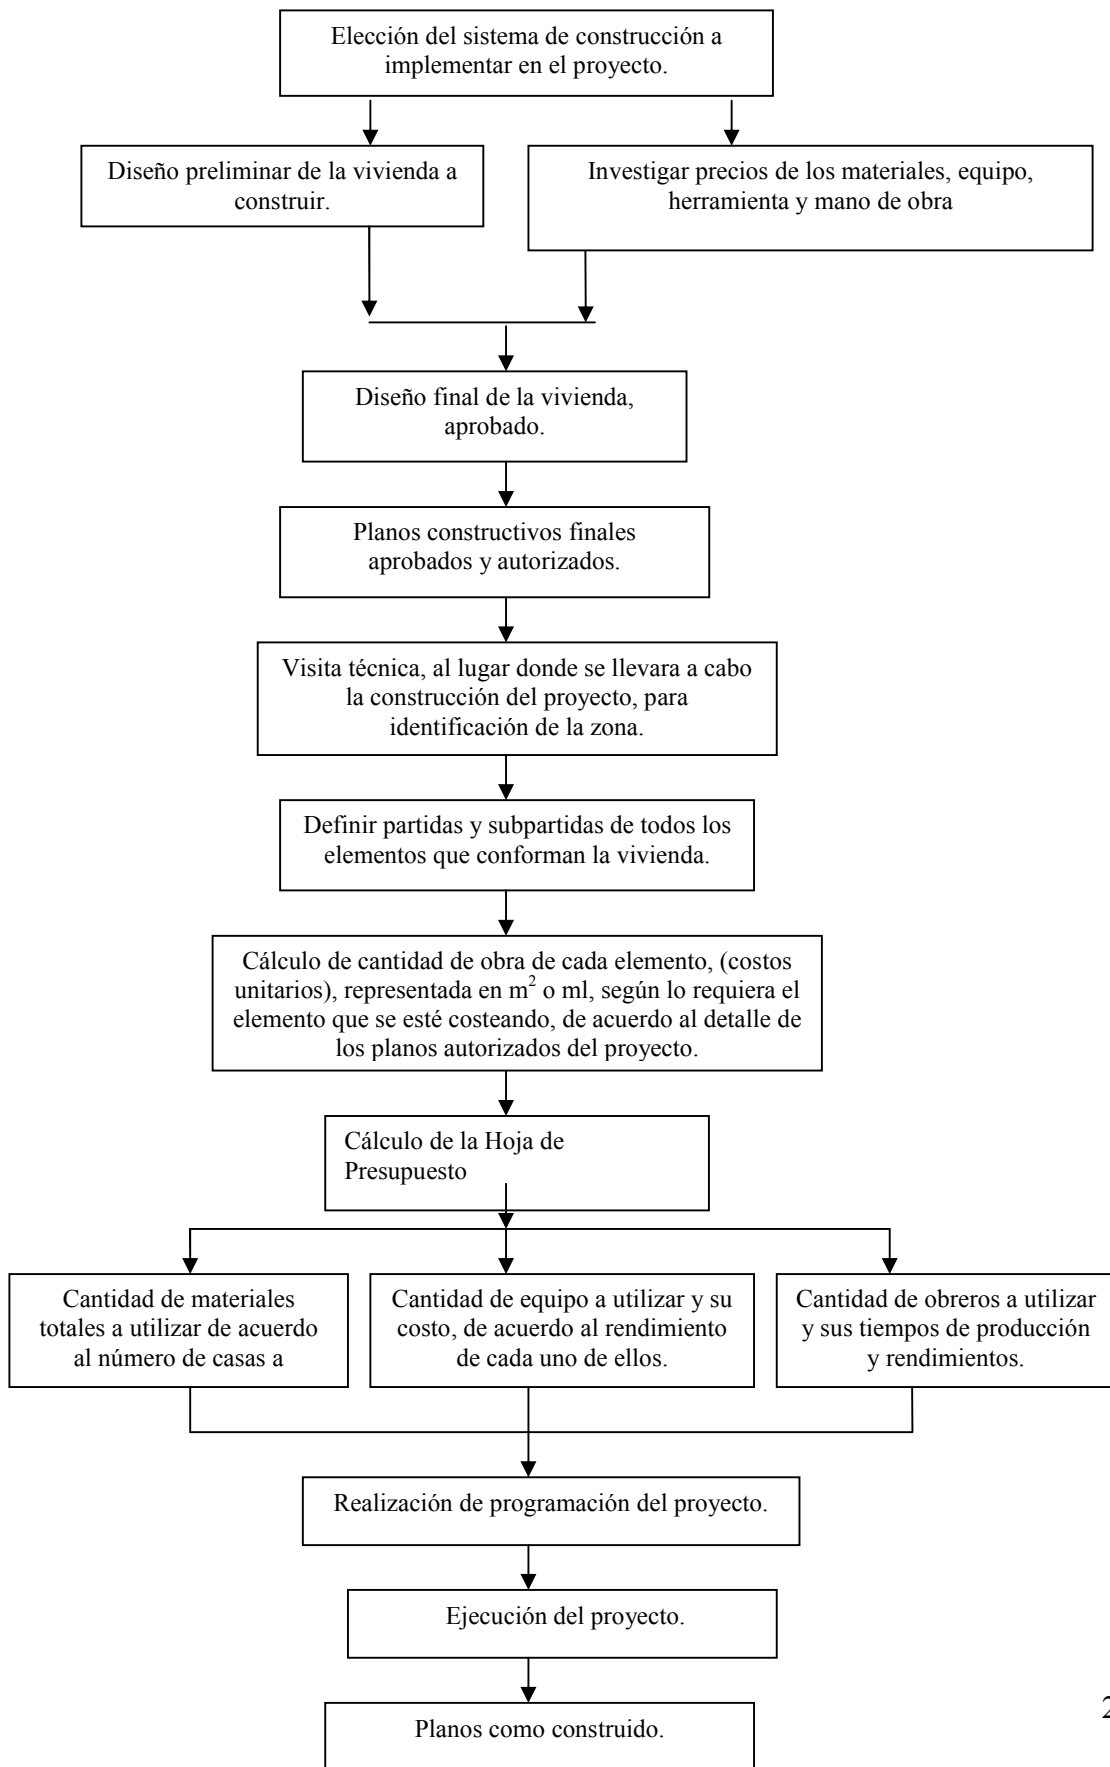 Elección del sistema de construcción a
implementar en el proyecto.
Diseño preliminar de la vivienda a
construir.
Investigar precios de los materiales, equipo,
herramienta y mano de obra
Diseño final de la vivienda,
aprobado.
Planos constructivos finales
aprobados y autorizados.
Visita técnica, al lugar donde se llevara a cabo
la construcción del proyecto, para
identificación de la zona.
Definir partidas y subpartidas de todos los
elementos que conforman la vivienda.
Cálculo de cantidad de obra de cada elemento, (costos
unitarios), representada en m² o ml, según lo requiera el
elemento que se esté costeando, de acuerdo al detalle de
los planos autorizados del proyecto.
Cálculo de la Hoja de
Presupuesto
Cantidad de materiales
totales a utilizar de acuerdo
al número de casas a
Cantidad de equipo a utilizar y su
costo, de acuerdo al rendimiento
de cada uno de ellos.
Cantidad de obreros a utilizar
y sus tiempos de producción
y rendimientos.
Realización de programación del proyecto.
Ejecución del proyecto.
Planos como construido.
2